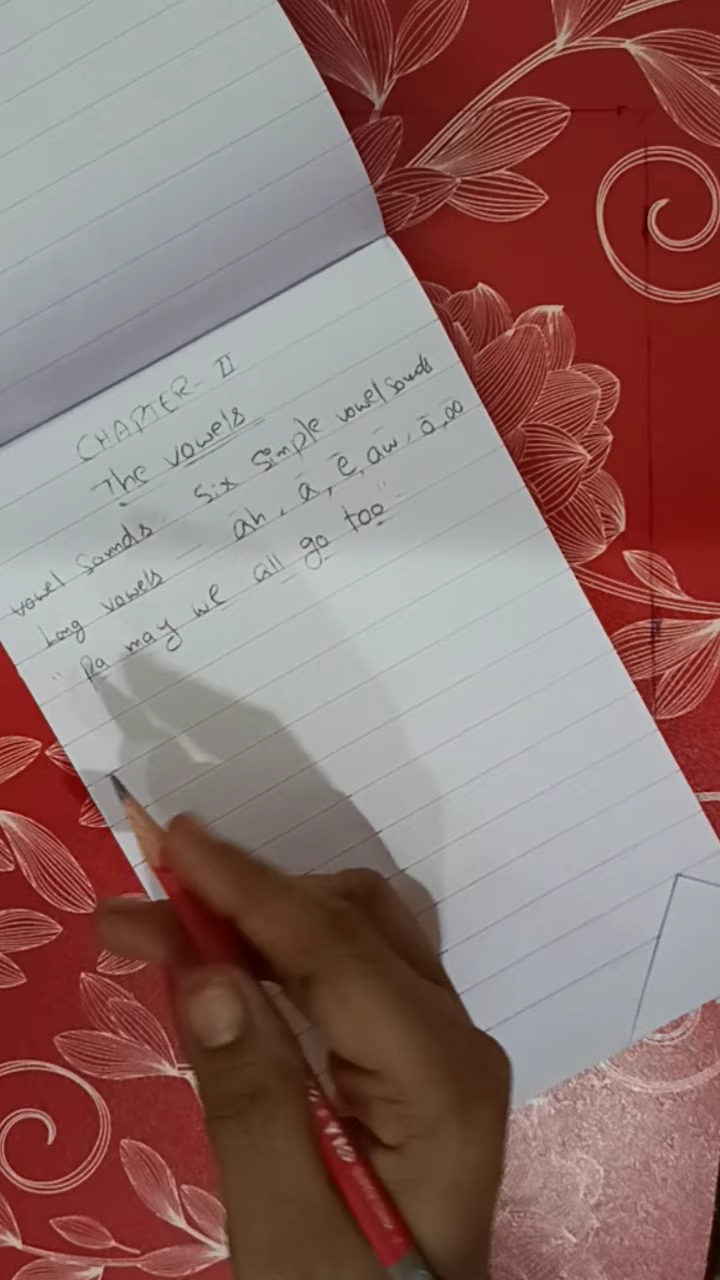 CHAPTER - II
The vowels
vowel Sounds Six Simple vowel sounds
Long vowels — āh, ā, ē, āw, ō, oo
" Pa may we all go too "